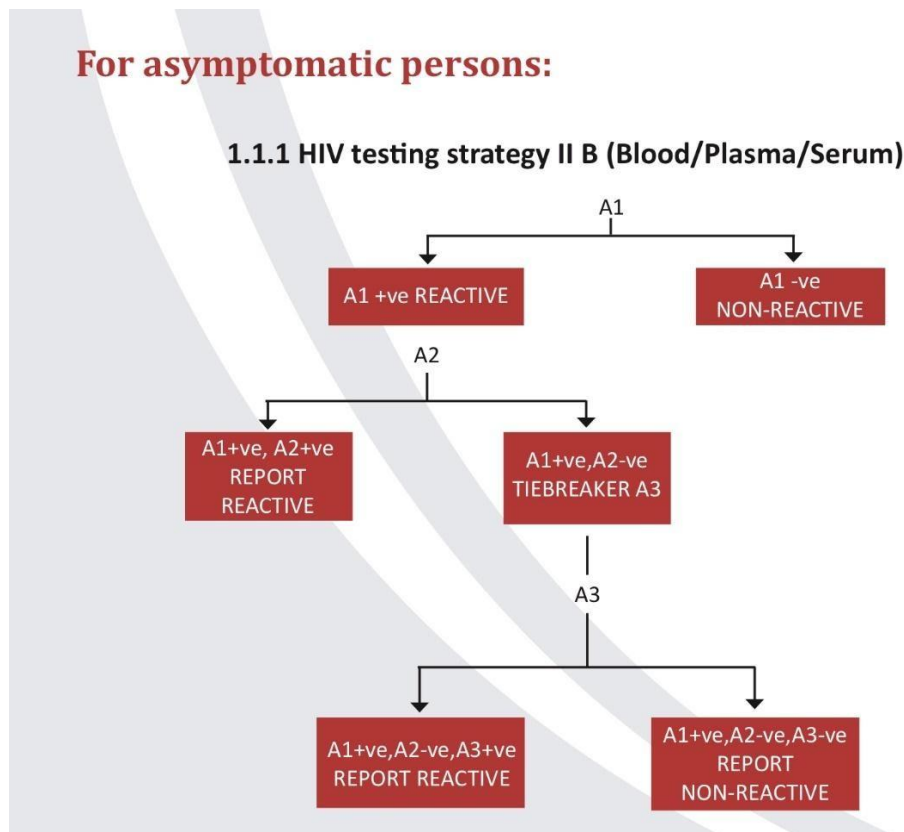 For asymptomatic persons:
1.1.1 HIV testing strategy II B (Blood/Plasma/Serum)
A1
A1 +ve REACTIVE
A1 -ve
NON-REACTIVE
A2
A1+ve, A2+ve
REPORT
REACTIVE
A1+ve,A2-ve
TIEBREAKER A3
A3
A1+ve,A2-ve,A3+ve
REPORT REACTIVE
A1+ve,A2-ve,A3-ve
REPORT
NON-REACTIVE